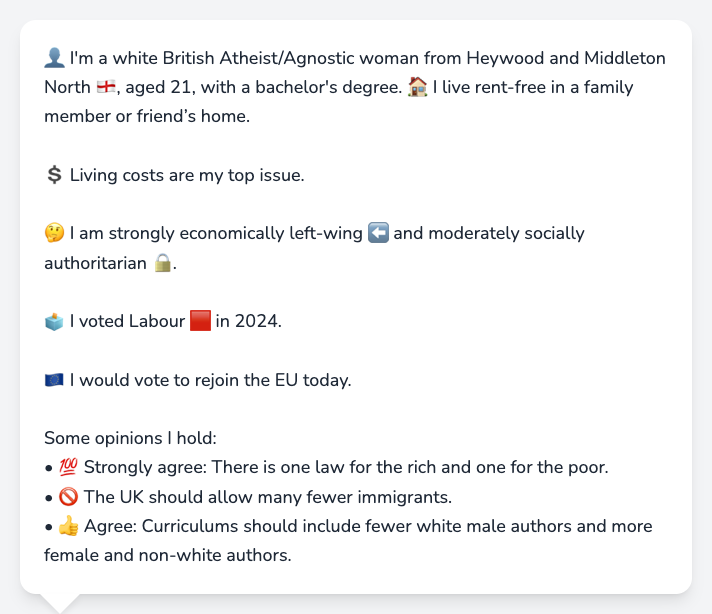 👤 I'm a white British Atheist/Agnostic woman from Heywood and Middleton
North 🏴󠁧󠁢󠁥󠁮󠁧󠁿, aged 21, with a bachelor's degree. 🏠 I live rent-free in a family
member or friend’s home.
💲 Living costs are my top issue.
🤔 I am strongly economically left-wing ⬅️ and moderately socially
authoritarian 🔒.
🗳️ I voted Labour 🟥 in 2024.
🇪🇺 I would vote to rejoin the EU today.
Some opinions I hold:
• 💯 Strongly agree: There is one law for the rich and one for the poor.
• 🚫 The UK should allow many fewer immigrants.
• 👍 Agree: Curriculums should include fewer white male authors and more
female and non-white authors.